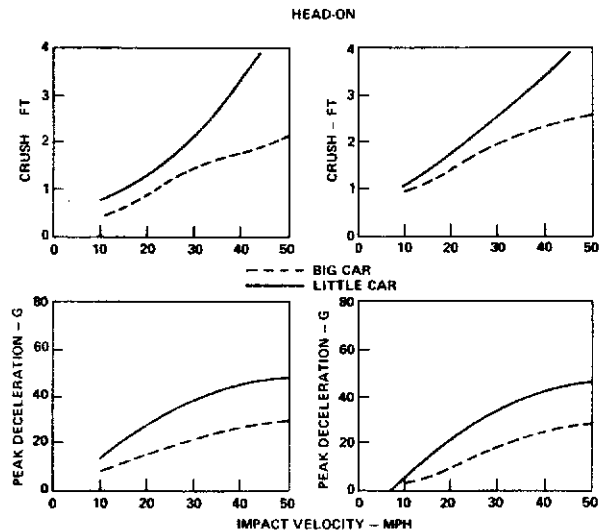 HEAD-ON
4
3
2
1
0
CRUSH FT
0 10 20 30 40 50
4
3
2
1
0
CRUSH - FT
0 10 20 30 40 50
BIG CAR
LITTLE CAR
80
60
40
20
0
PEAK DECELERATION - G
0 10 20 30 40 50
80
60
40
20
0
PEAK DECELERATION - G
0 10 20 30 40 50
IMPACT VELOCITY - MPH